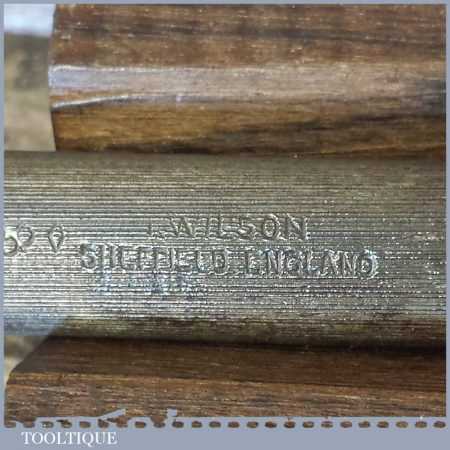 I. WILSON
SHEFFIELD ENGLAND
TOOLTIQUE